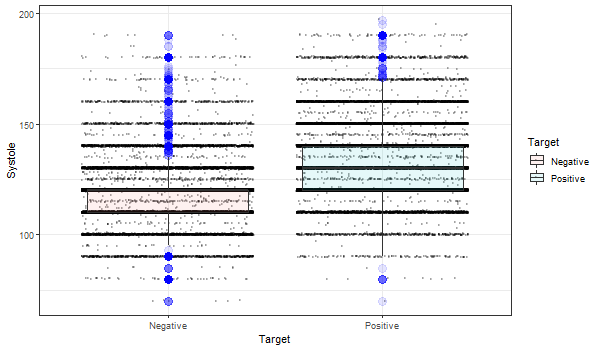 200
150
100
Systole
Negative
Positive
Target
Target
Negative
Positive